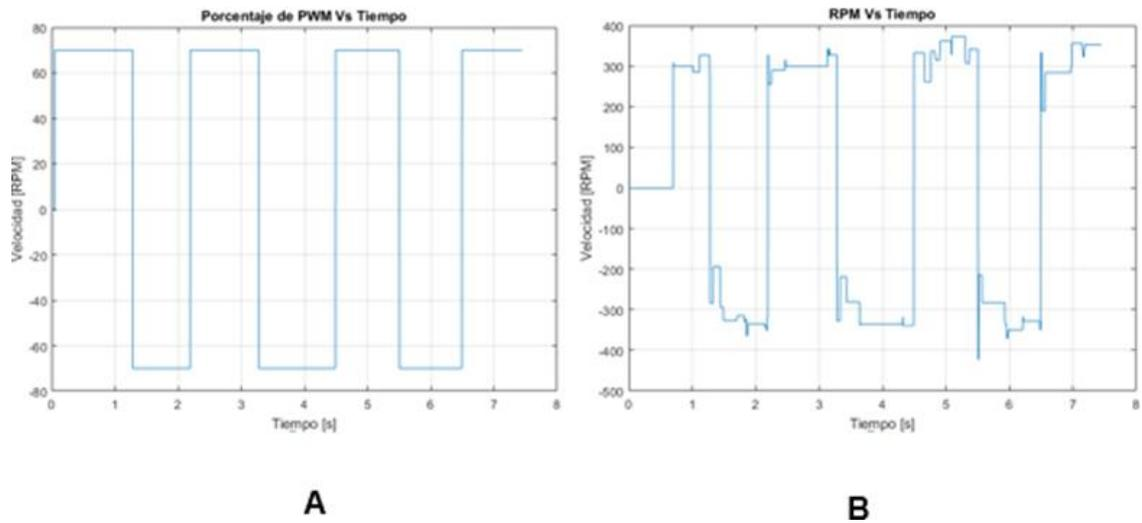 Porcentaje de PWM Vs Tiempo
80
60
40
20
0
-20
-40
-60
-80
Velocidad [RPM]
0 1 2 3 4 5 6 7 8
Tiempo [s]
RPM Vs Tiempo
400
300
200
100
0
-100
-200
-300
-400
-500
Velocidad [RPM]
0 1 2 3 4 5 6 7 8
Tiempo [s]
A
B